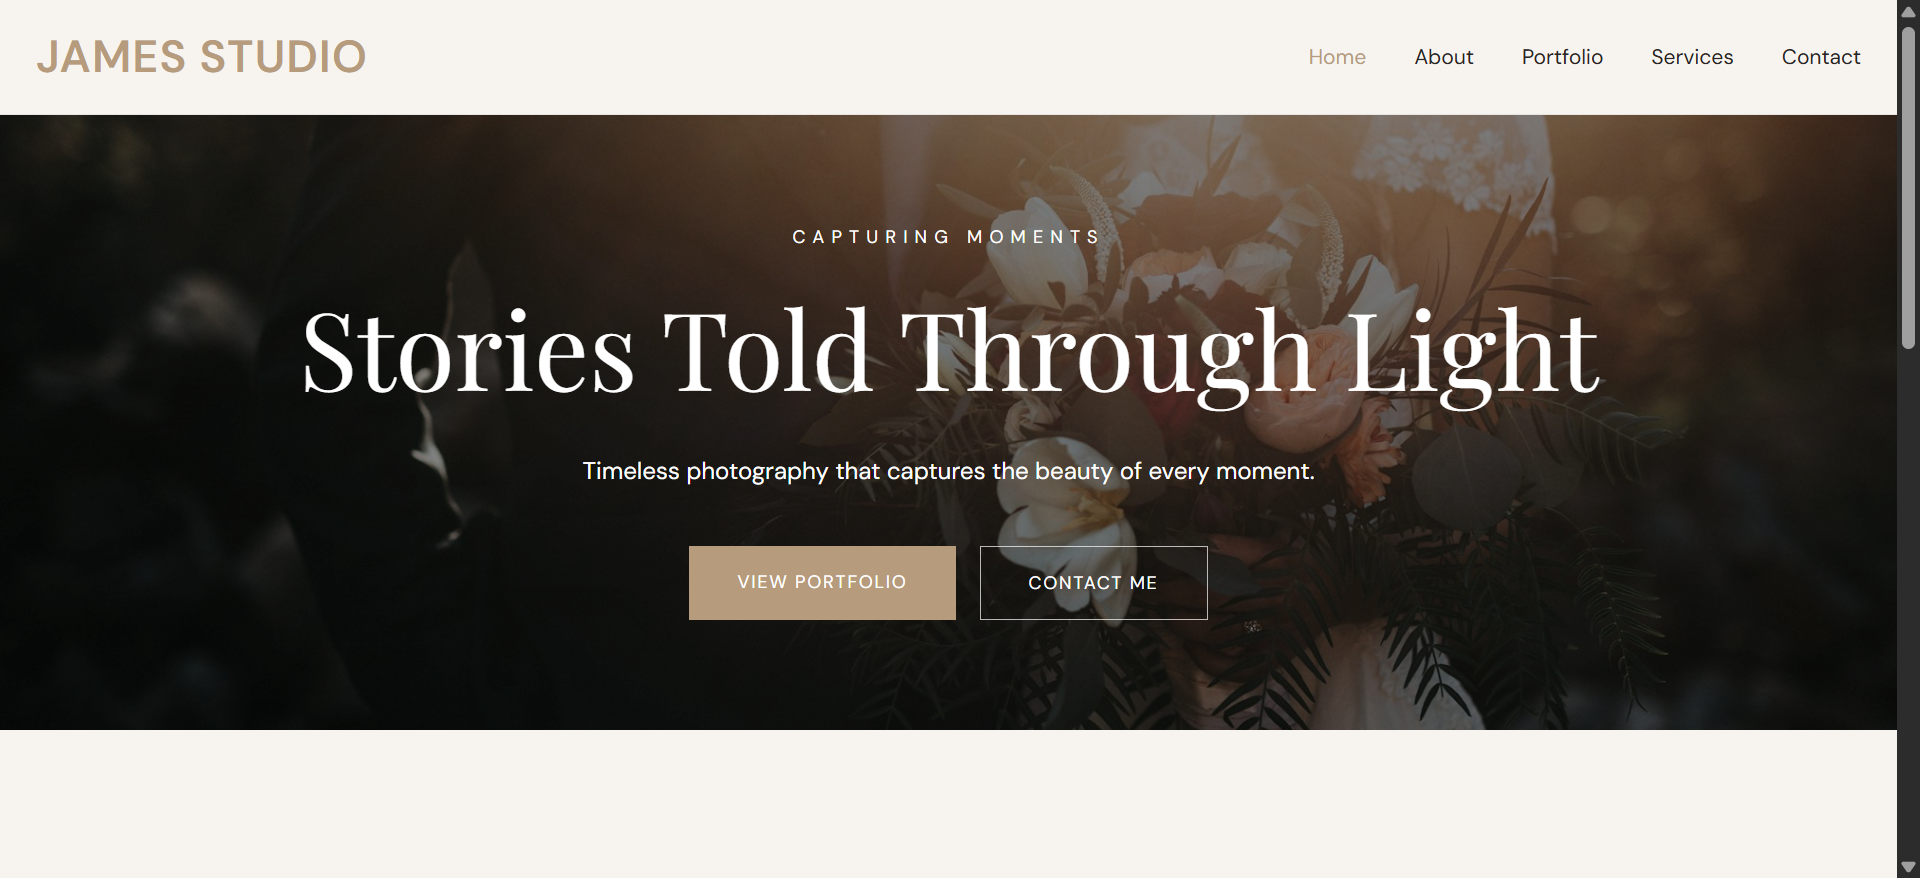 JAMES STUDIO
Home About Portfolio Services Contact
CAPTURING MOMENTS
Stories Told Through Light
Timeless photography that captures the beauty of every moment.
VIEW PORTFOLIO CONTACT ME